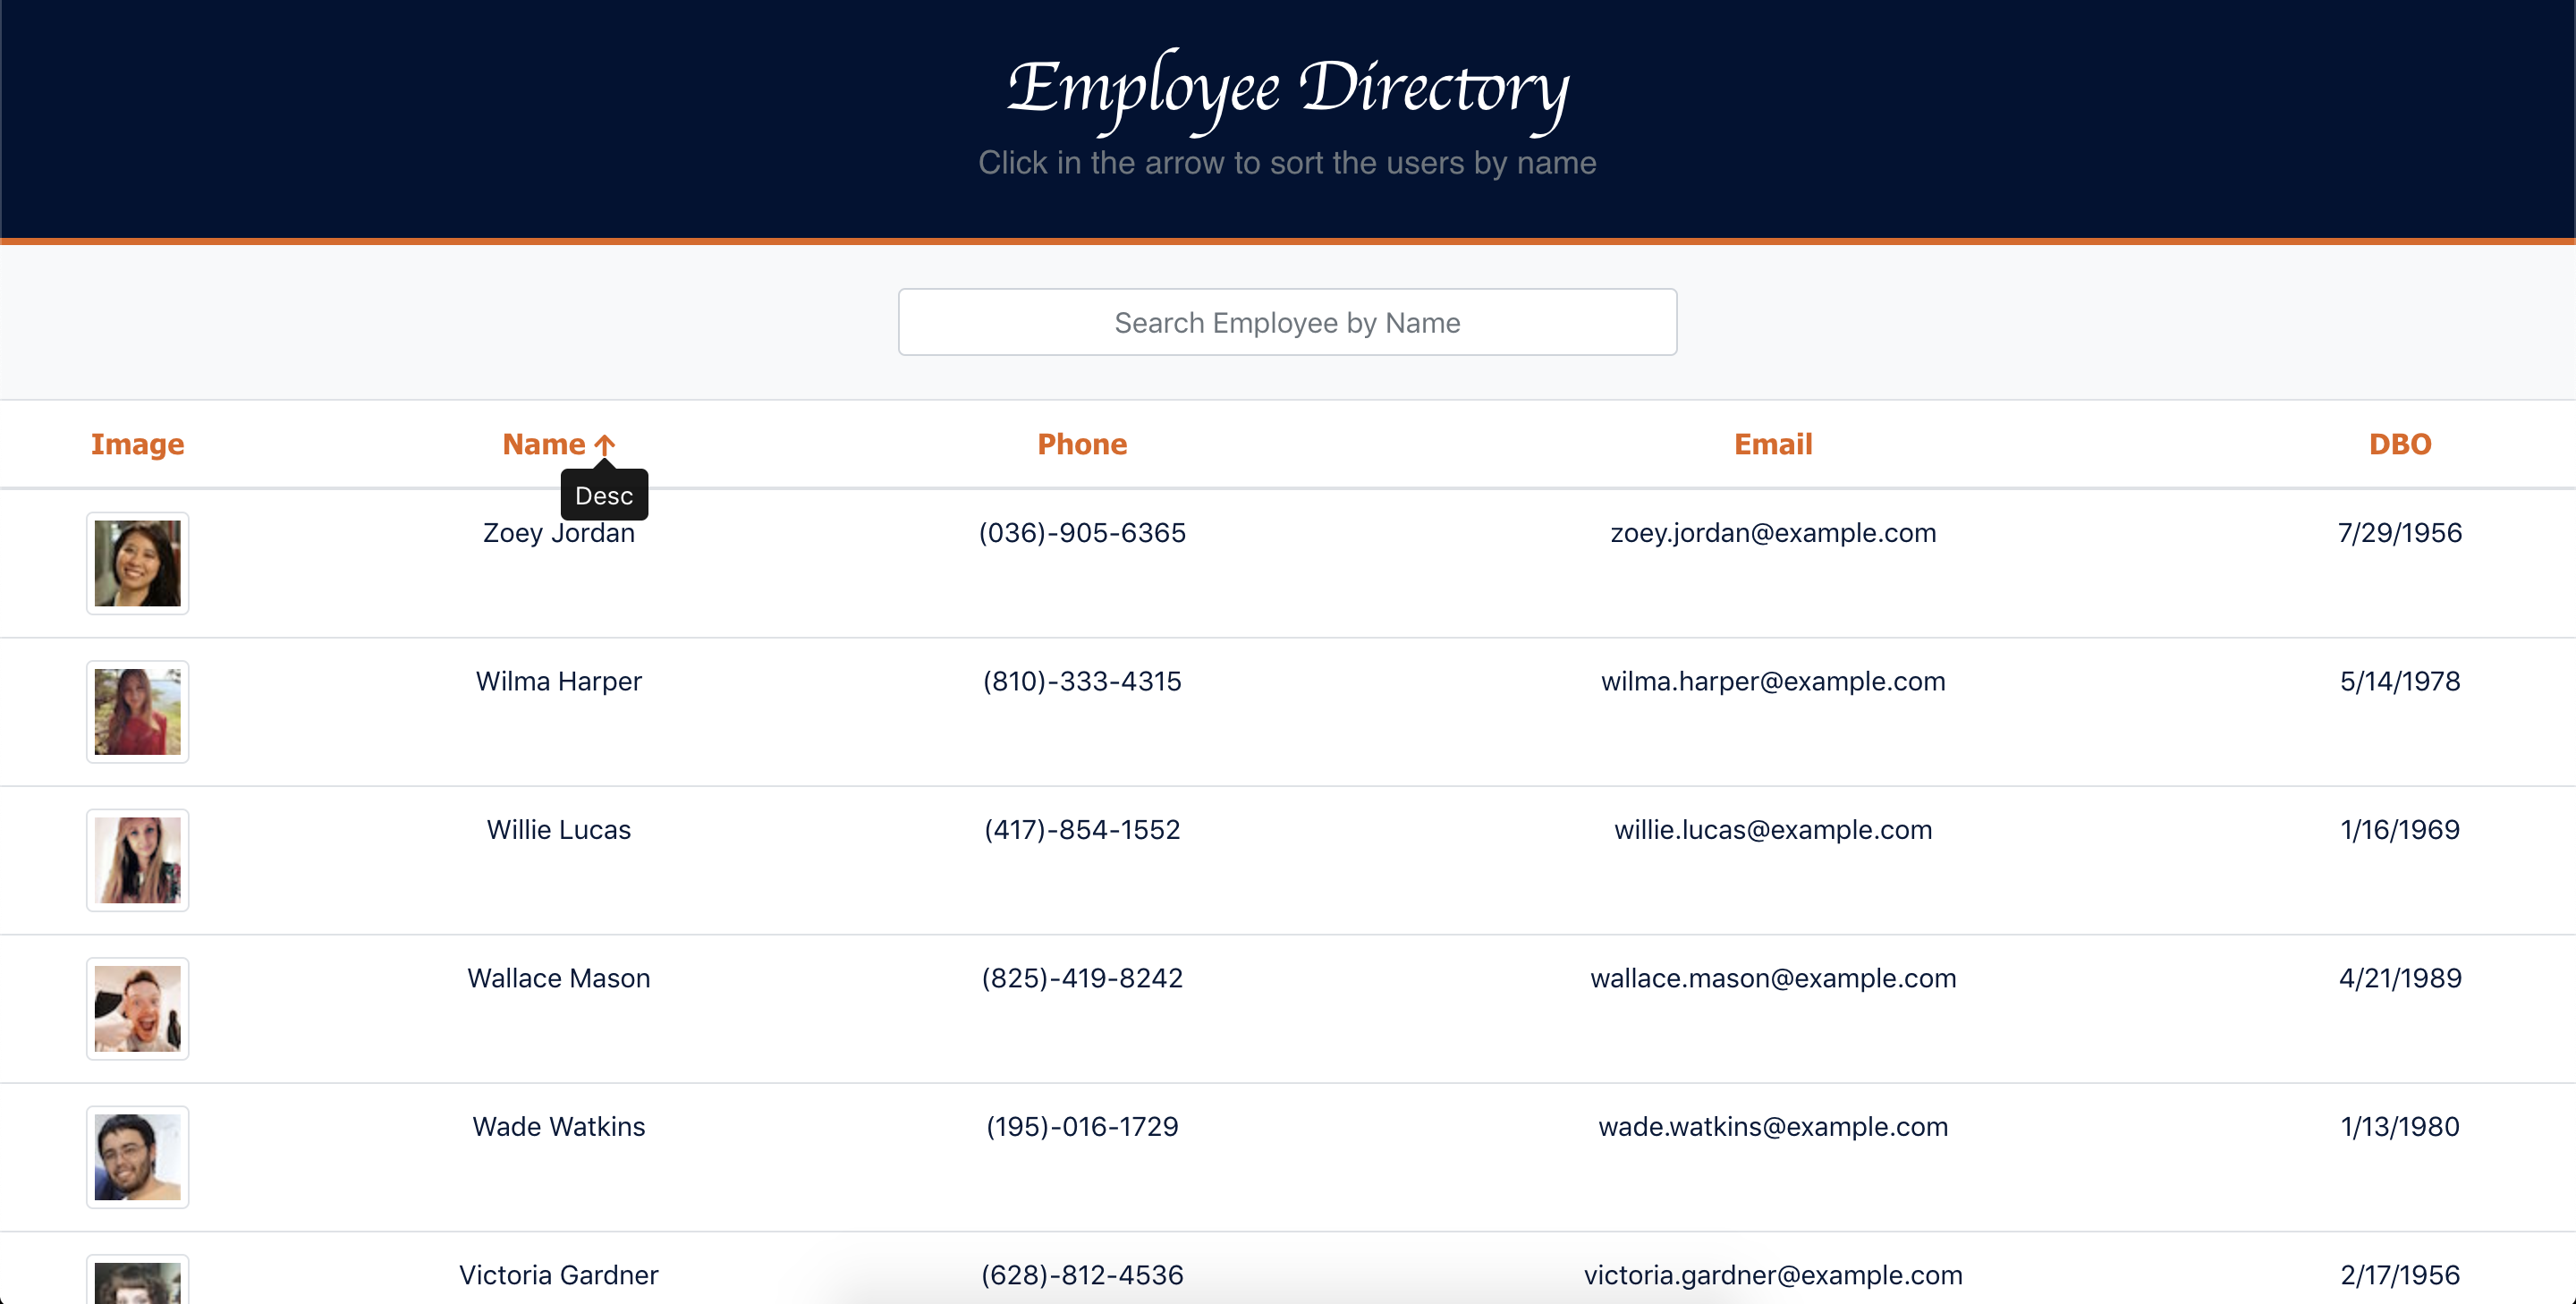 Employee Directory
Click in the arrow to sort the users by name
Search Employee by Name
Image Name Phone Email DBO
Desc
Zoey Jordan (036)-905-6365 zoey.jordan@example.com 7/29/1956
Wilma Harper (810)-333-4315 wilma.harper@example.com 5/14/1978
Willie Lucas (417)-854-1552 willie.lucas@example.com 1/16/1969
Wallace Mason (825)-419-8242 wallace.mason@example.com 4/21/1989
Wade Watkins (195)-016-1729 wade.watkins@example.com 1/13/1980
Victoria Gardner (628)-812-4536 victoria.gardner@example.com 2/17/1956